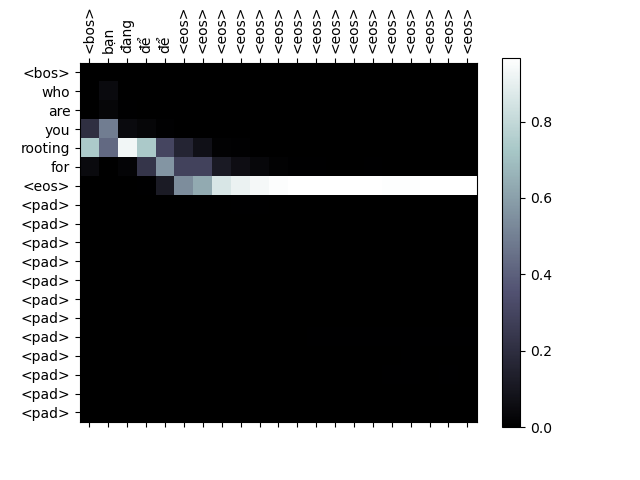 <bos> bạn đang để để <eos> <eos> <eos> <eos> <eos> <eos> <eos> <eos> <eos> <eos> <eos> <eos> <eos> <eos> <eos> <eos>
<bos>
who
are
you
rooting
for
<eos>
<pad>
<pad>
<pad>
<pad>
<pad>
<pad>
<pad>
<pad>
<pad>
<pad>
<pad>
<pad>
0.8
0.6
0.4
0.2
0.0